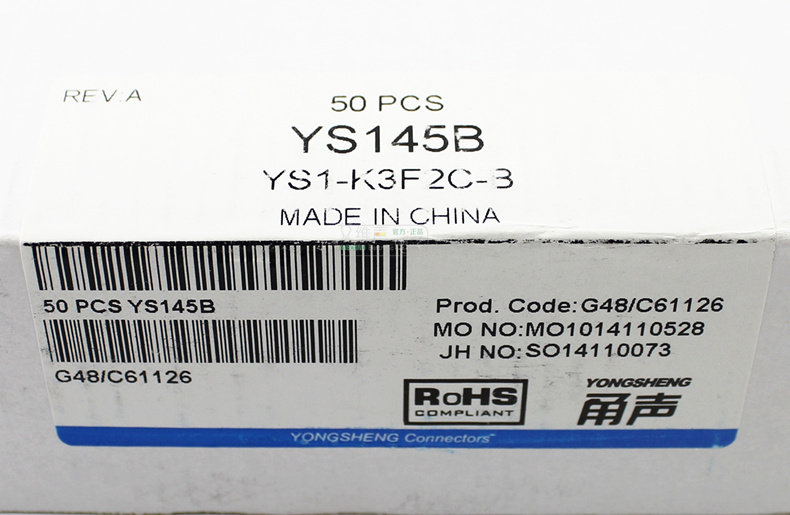 REV:A
50 PCS
YS145B
YS1-K3F2C-B
MADE IN CHINA
50 PCS YS145B
G48/C61126
Prod. Code:G48/C61126
MO NO:MO1014110528
JH NO:SO14110073
RoHS
COMPLIANT
YONGSHENG
甬声
YONGSHENG Connectors